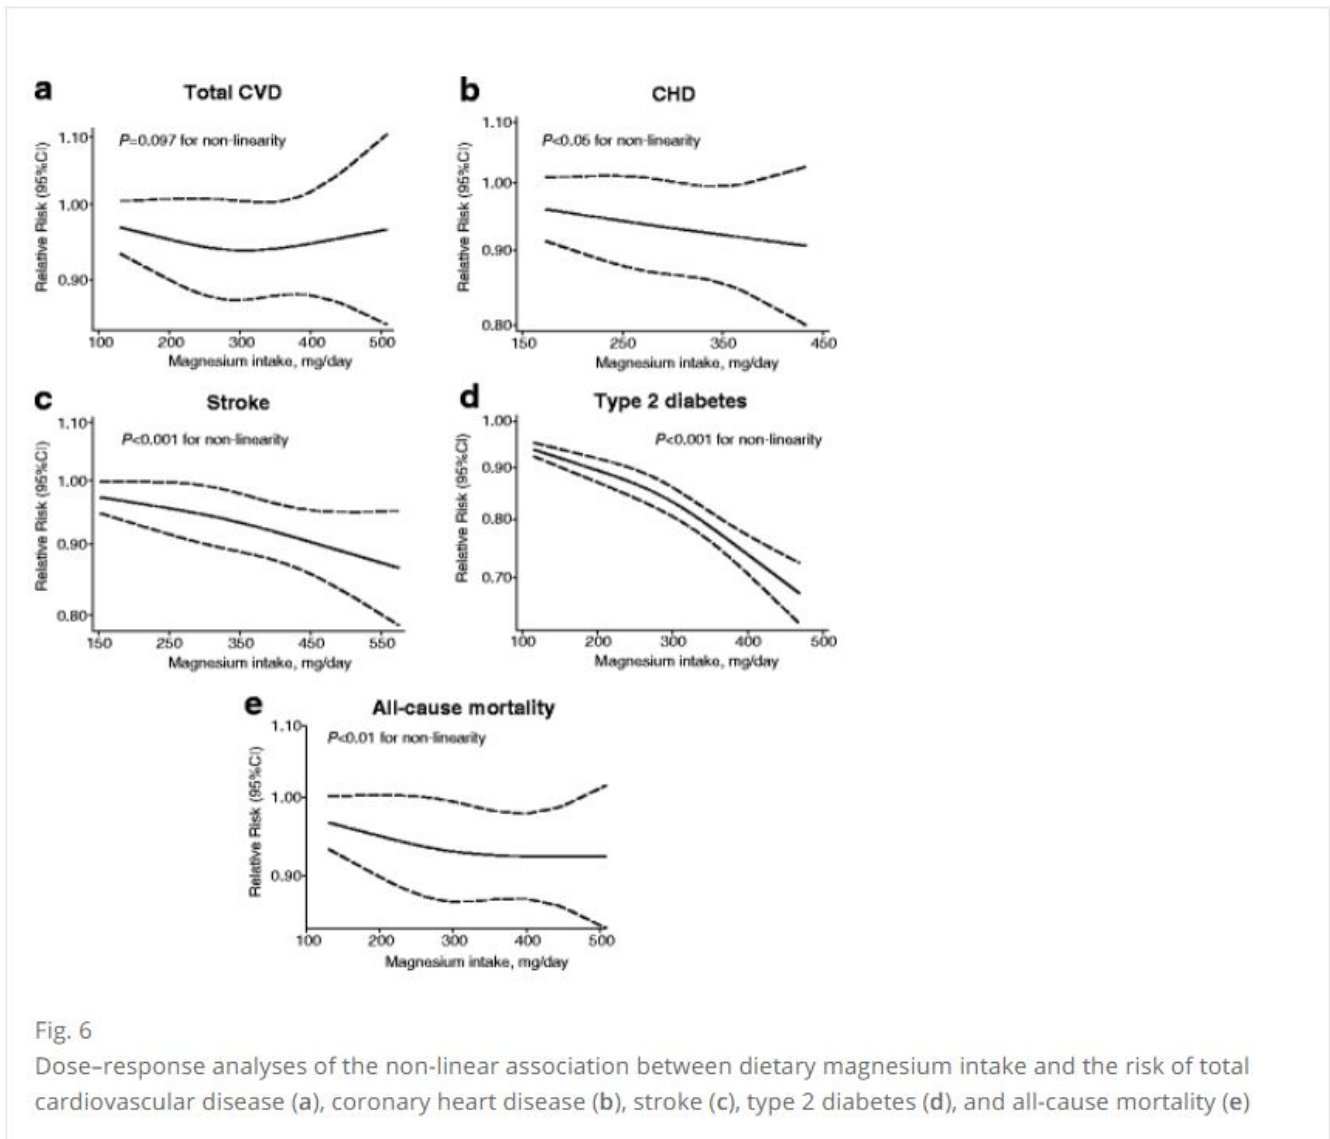 a
Total CVD
P=0.097 for non-linearity
Relative Risk (95%CI)
1.10
1.00
0.90
100 200 300 400 500
Magnesium intake, mg/day
b
CHD
P<0.05 for non-linearity
Relative Risk (95%CI)
1.10
1.00
0.90
0.80
150 250 350 450
Magnesium intake, mg/day
c
Stroke
P<0.001 for non-linearity
Relative Risk (95%CI)
1.10
1.00
0.90
0.80
150 250 350 450 550
Magnesium intake, mg/day
d
Type 2 diabetes
P<0.001 for non-linearity
Relative Risk (95%CI)
1.00
0.90
0.80
0.70
100 200 300 400 500
Magnesium intake, mg/day
e
All-cause mortality
P<0.01 for non-linearity
Relative Risk (95%CI)
1.10
1.00
0.90
100 200 300 400 500
Magnesium intake, mg/day
Fig. 6
Dose–response analyses of the non-linear association between dietary magnesium intake and the risk of total
cardiovascular disease (a), coronary heart disease (b), stroke (c), type 2 diabetes (d), and all-cause mortality (e)